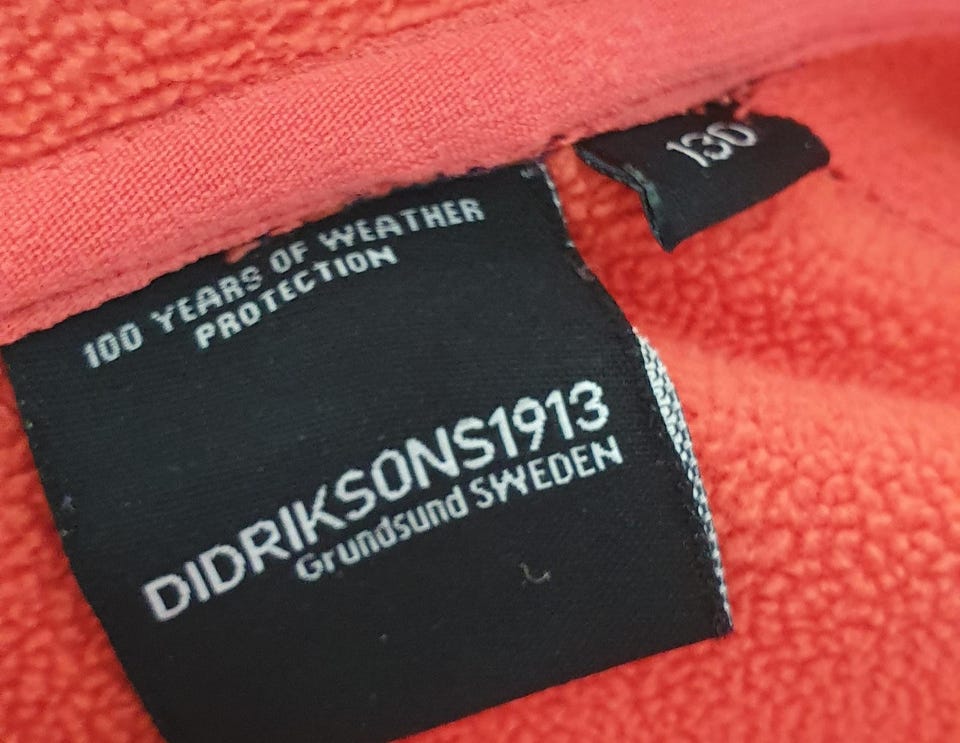 100 YEARS OF WEATHER
PROTECTION
DIDRIKSONS1913
Grundsund SWEDEN
130